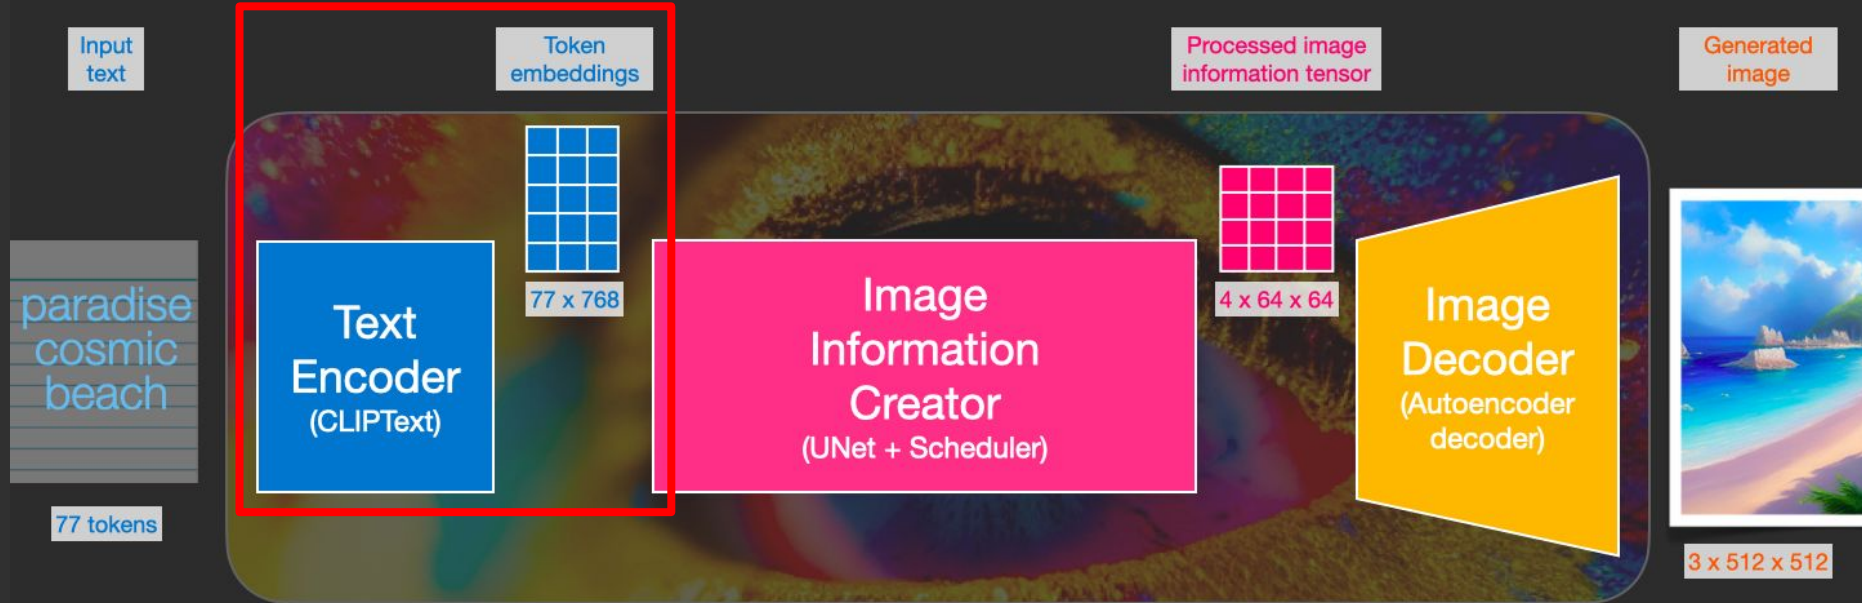 Input
text
Token
embeddings
Processed image
information tensor
Generated
image
paradise
cosmic
beach
77 tokens
Text
Encoder
(CLIPText)
77 x 768
Image
Information
Creator
(UNet + Scheduler)
4 x 64 x 64
Image
Decoder
(Autoencoder
decoder)
3 x 512 x 512